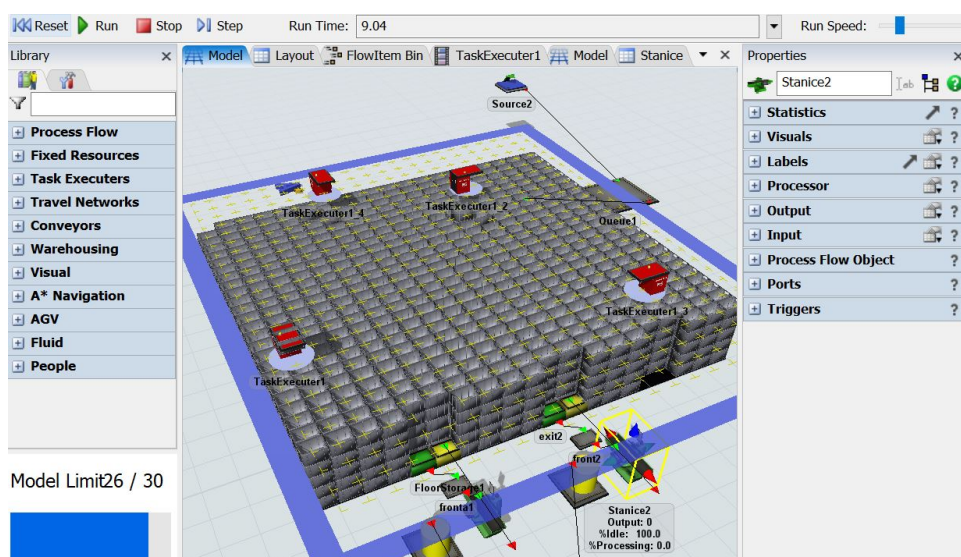 Reset Run Stop Step Run Time: 9.04 Run Speed:
Library
Model Layout FlowItem Bin TaskExecuter1 Model Stanice
Properties
Stanice2
Process Flow
Fixed Resources
Task Executers
Travel Networks
Conveyors
Warehousing
Visual
A* Navigation
AGV
Fluid
People
Model Limit26 / 30
Source2
TaskExecuter1_4
TaskExecuter1_2
Queue1
TaskExecuter1_3
TaskExecuter1
exit2
front2
FloorStorage1
fronta1
Stanice2
Output: 0
%Idle: 100.0
%Processing: 0.0
Statistics ?
Visuals ?
Labels ?
Processor ?
Output ?
Input ?
Process Flow Object ?
Ports ?
Triggers ?